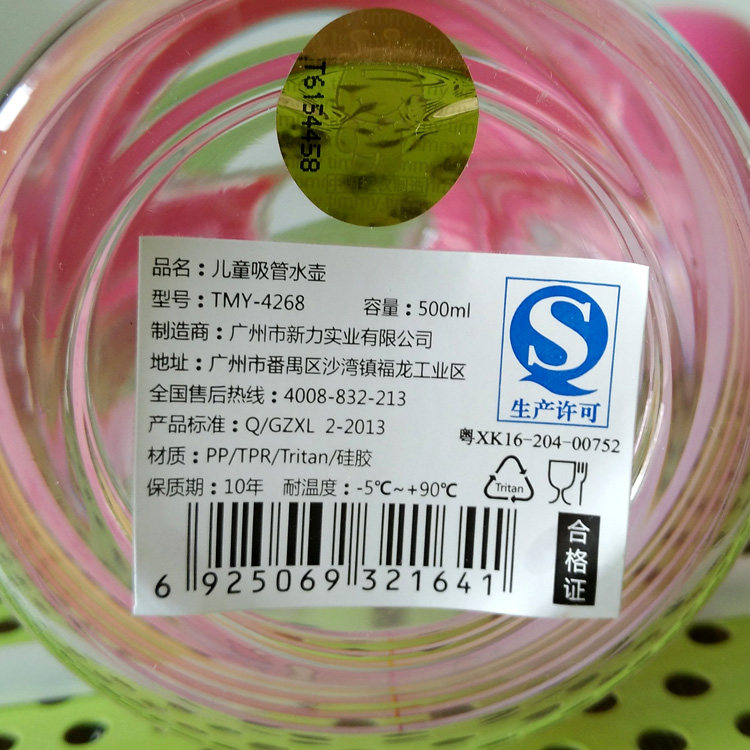 T6154458
品名：儿童吸管水壶
型号：TMY-4268 容量：500ml
制造商：广州市新力实业有限公司
地址：广州市番禺区沙湾镇福龙工业区
全国售后热线：4008-832-213
产品标准：Q/GZXL 2-2013
材质：PP/TPR/Tritan/硅胶
保质期：10年 耐温度：-5℃~+90℃
6 925069 321641
生产许可
粤XK16-204-00752
Tritan
合格证